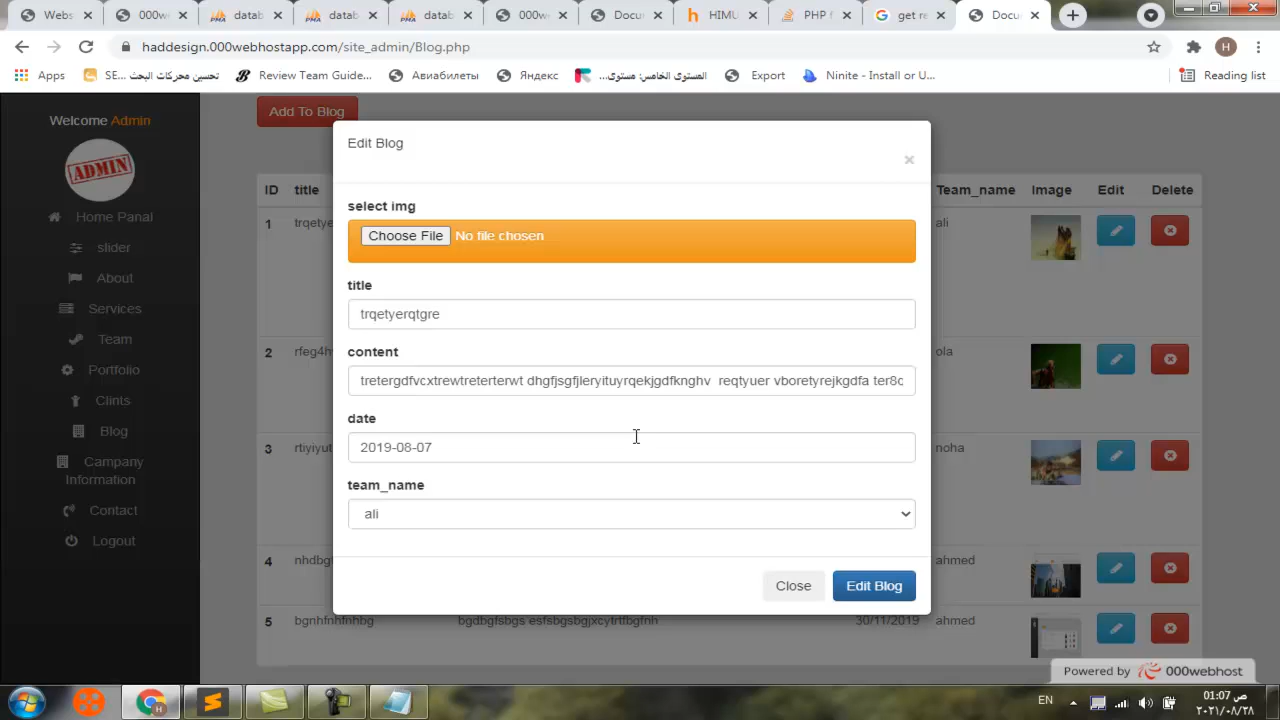 Webs
000w
datab
datab
datab
000w
Docu
HIMU
PHP f
get re
Docu
haddesign.000webhostapp.com/site_admin/Blog.php
H
Apps
SE... تحسين محركات البحث
Review Team Guide...
Авиабилеты
Яндекс
المستوى الخامس: مستوى...
Export
Ninite - Install or U...
Reading list
Welcome Admin
ADMIN
Home Panal
slider
About
Services
Team
Portfolio
Clints
Blog
Campany
Information
Contact
Logout
Add To Blog
ID title Team_name Image Edit Delete
1 trqetye ali
2 rfeg4h ola
3 rtiyiyut noha
4 nhdbgf ahmed
5 bgnhfnhfnhbg bgdbgfsbgs esfsbgsbgjxcytrtfbgfnh 30/11/2019 ahmed
Edit Blog
×
select img
Choose File No file chosen
title
trqetyerqtgre
content
tretergdfvcxtrewtreterterwt dhgfjsgfjleryituyrqekjgdfknghv reqtyuer vboretyrejkgdfa ter8c
date
2019-08-07
team_name
ali
Close
Edit Blog
Powered by 000webhost
EN
01:07 ص
٢٠٢١/٠٨/٢٨